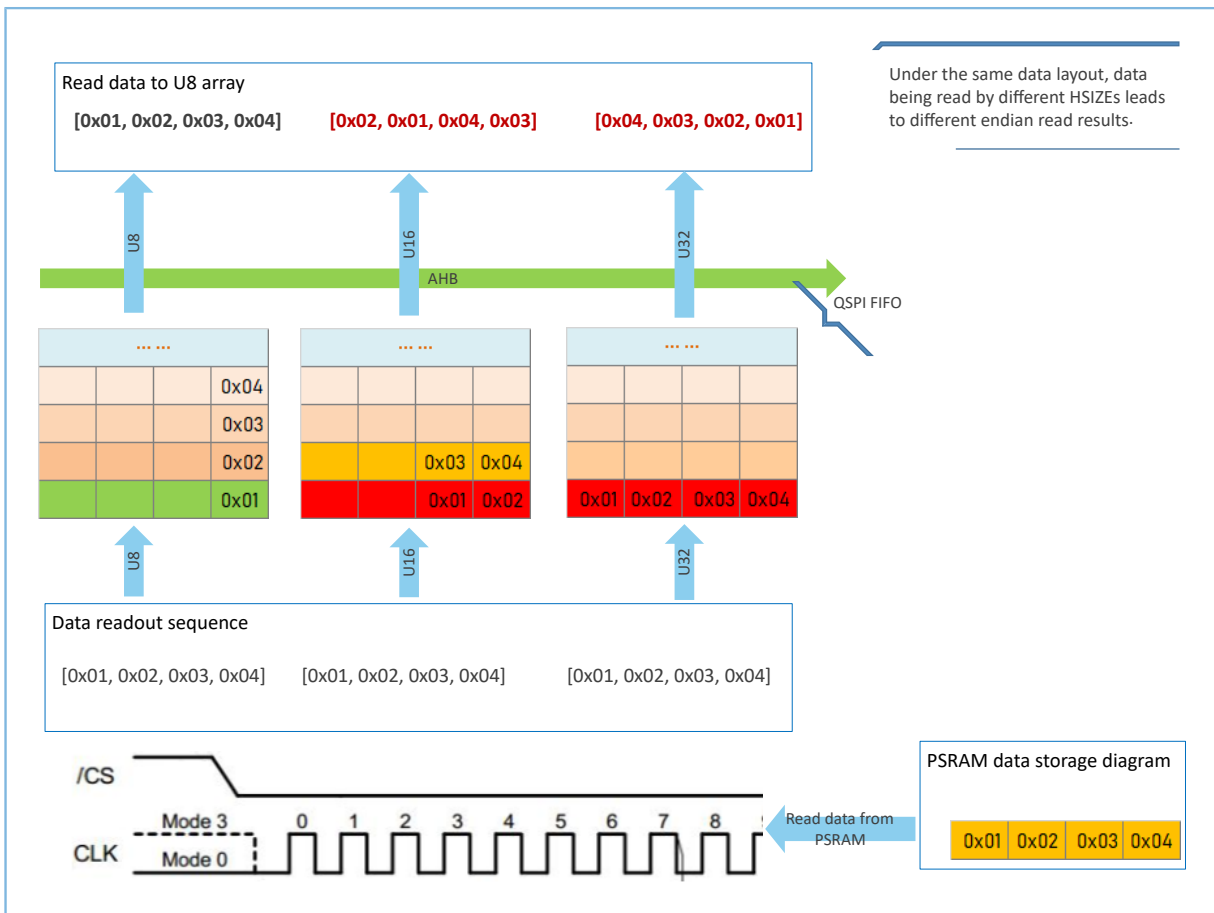 Read data to U8 array
[0x01, 0x02, 0x03, 0x04] [0x02, 0x01, 0x04, 0x03] [0x04, 0x03, 0x02, 0x01]
Under the same data layout, data
being read by different HSIZEs leads
to different endian read results.
U8 U16 U32
AHB
QSPI FIFO
... ... ... ... ... ...
0x04
0x03
0x02 0x03 0x04
0x01 0x01 0x02 0x01 0x02 0x03 0x04
U8 U16 U32
Data readout sequence
[0x01, 0x02, 0x03, 0x04] [0x01, 0x02, 0x03, 0x04] [0x01, 0x02, 0x03, 0x04]
/CS
Mode 3 0 1 2 3 4 5 6 7 8
CLK Mode 0
Read data from
PSRAM
PSRAM data storage diagram
0x01 0x02 0x03 0x04